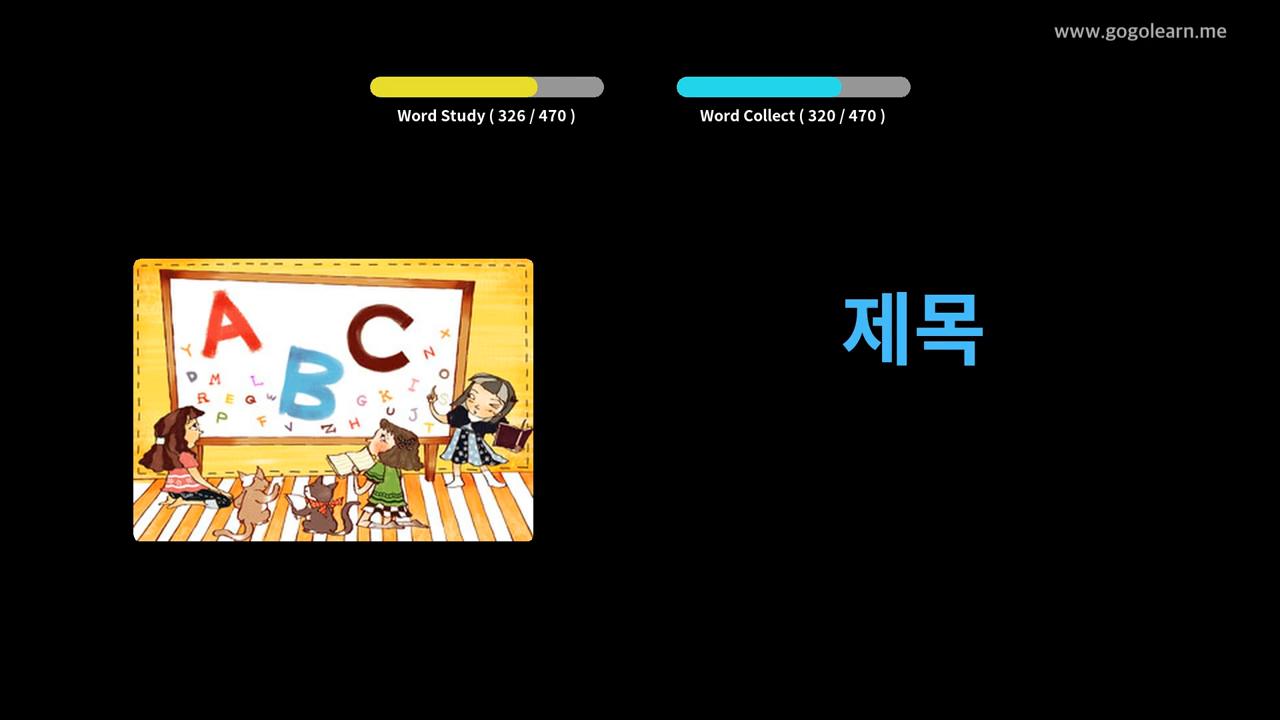 www.gogolearn.me
Word Study ( 326 / 470 )
Word Collect ( 320 / 470 )
A B C
X
Y N
D M L I O
R E Q W G K S
P F V Z H U J T
제목